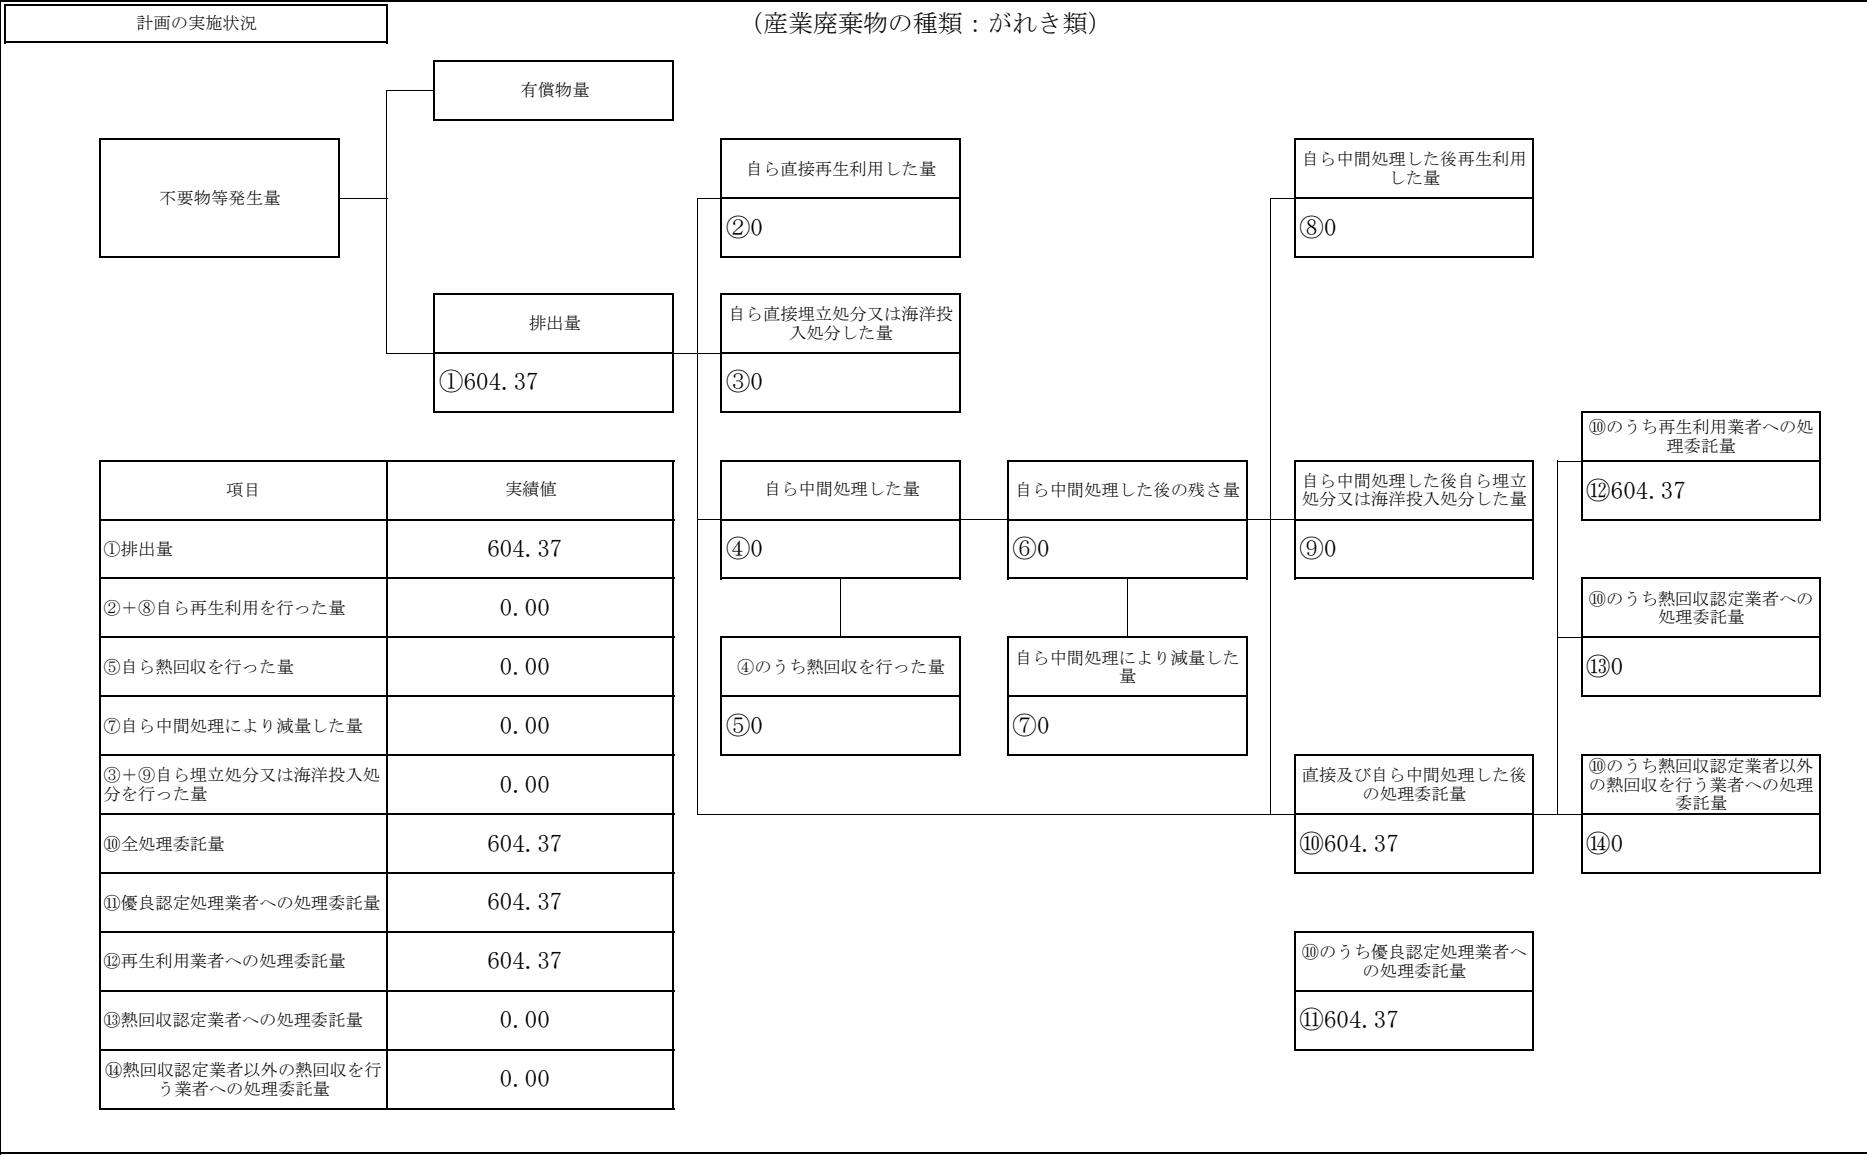 計画の実施状況
（産業廃棄物の種類：がれき類）
有償物量
不要物等発生量
排出量
①604.37
自ら直接再生利用した量
②0
自ら直接埋立処分又は海洋投
入処分した量
③0
自ら中間処理した量
④0
④のうち熱回収を行った量
⑤0
自ら中間処理した後の残さ量
⑥0
自ら中間処理により減量した
量
⑦0
自ら中間処理した後再生利用
した量
⑧0
自ら中間処理した後自ら埋立
処分又は海洋投入処分した量
⑨0
直接及び自ら中間処理した後
の処理委託量
⑩604.37
⑩のうち優良認定処理業者へ
の処理委託量
⑪604.37
⑩のうち再生利用業者への処
理委託量
⑫604.37
⑩のうち熱回収認定業者への
処理委託量
⑬0
⑩のうち熱回収認定業者以外
の熱回収を行う業者への処理
委託量
⑭0
項目 実績値
①排出量 604.37
②＋⑧自ら再生利用を行った量 0.00
⑤自ら熱回収を行った量 0.00
⑦自ら中間処理により減量した量 0.00
③＋⑨自ら埋立処分又は海洋投入処
分を行った量 0.00
⑩全処理委託量 604.37
⑪優良認定処理業者への処理委託量 604.37
⑫再生利用業者への処理委託量 604.37
⑬熱回収認定業者への処理委託量 0.00
⑭熱回収認定業者以外の熱回収を行
う業者への処理委託量 0.00